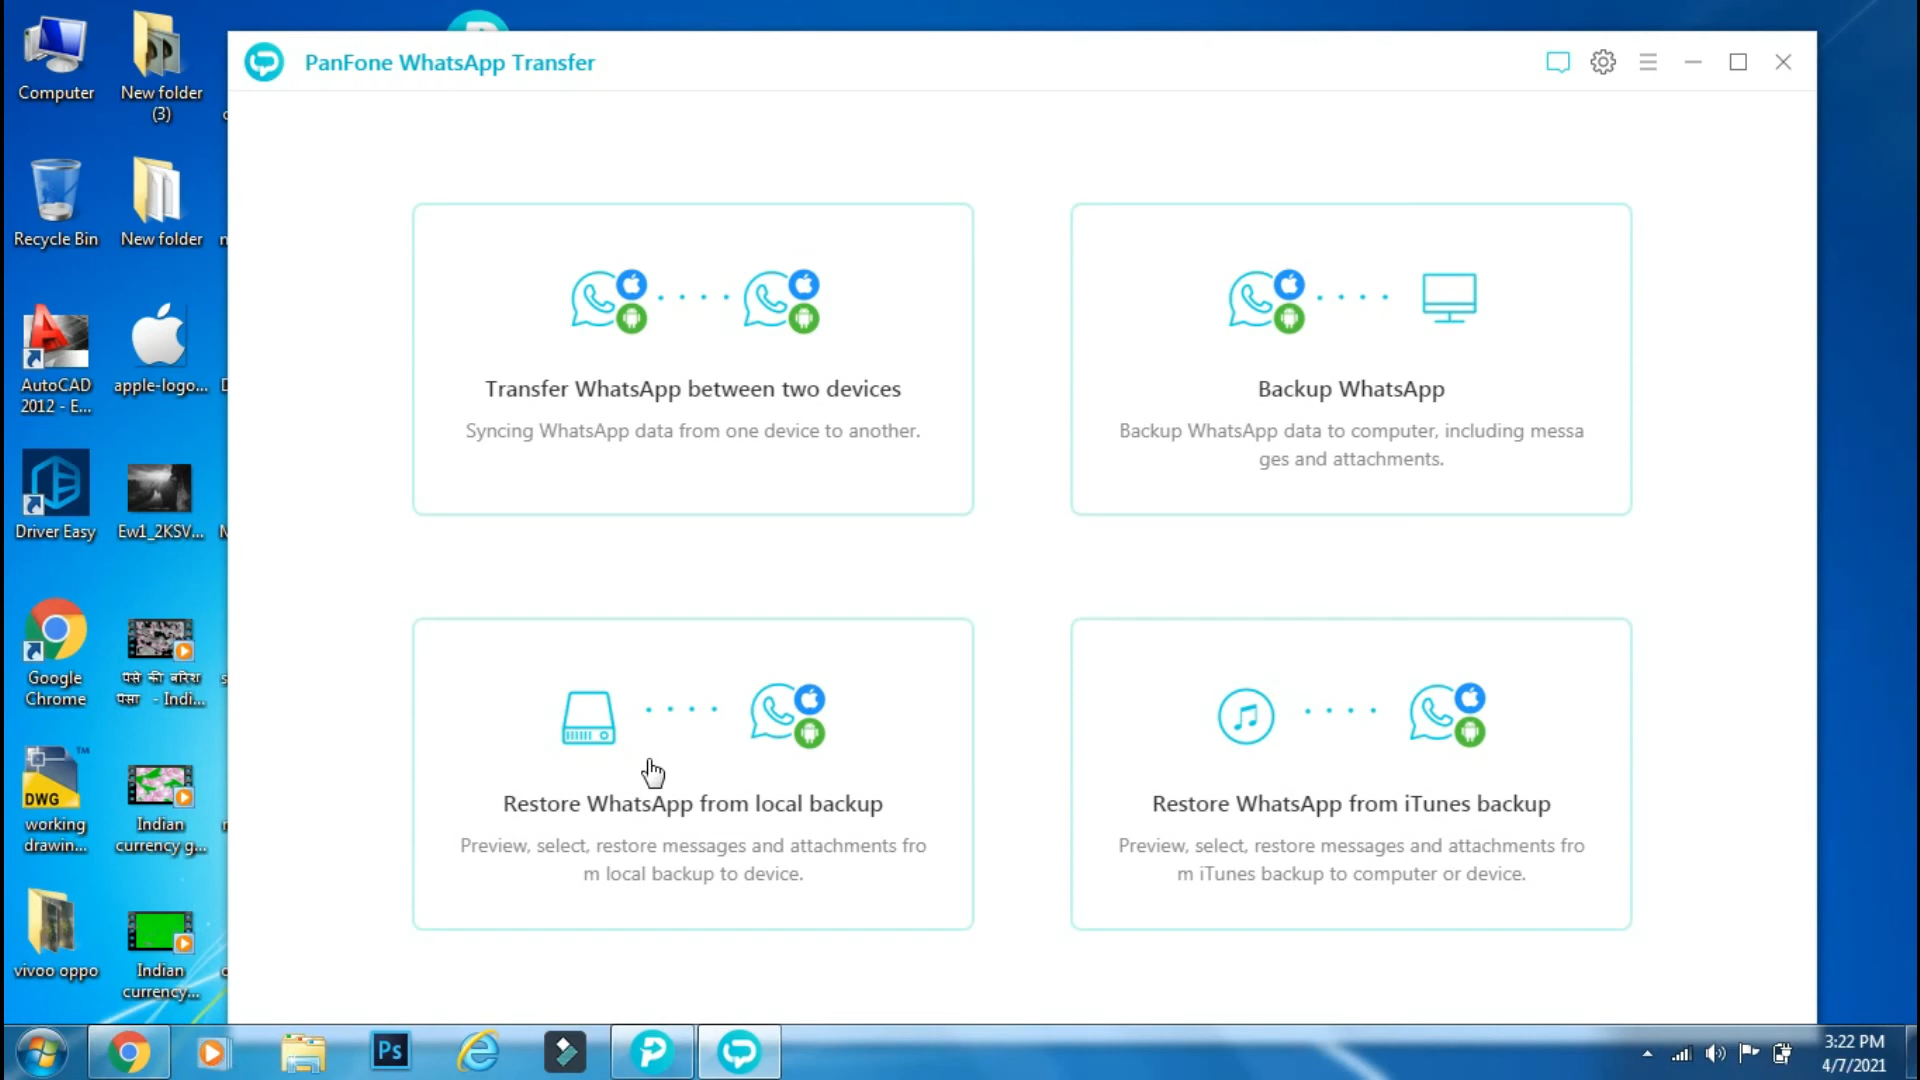 PanFone WhatsApp Transfer
Computer
New folder
(3)
Recycle Bin
New folder
AutoCAD
2012 - E...
apple-logo...
Driver Easy
Ew1_2KSV...
Google
Chrome
- Indi...
DWG
TM
working
drawin...
Indian
currency g...
vivoo oppo
Indian
currency...
Transfer WhatsApp between two devices
Syncing WhatsApp data from one device to another.
Backup WhatsApp
Backup WhatsApp data to computer, including messa
ges and attachments.
Restore WhatsApp from local backup
Preview, select, restore messages and attachments fro
m local backup to device.
Restore WhatsApp from iTunes backup
Preview, select, restore messages and attachments fro
m iTunes backup to computer or device.
Ps
3:22 PM
4/7/2021